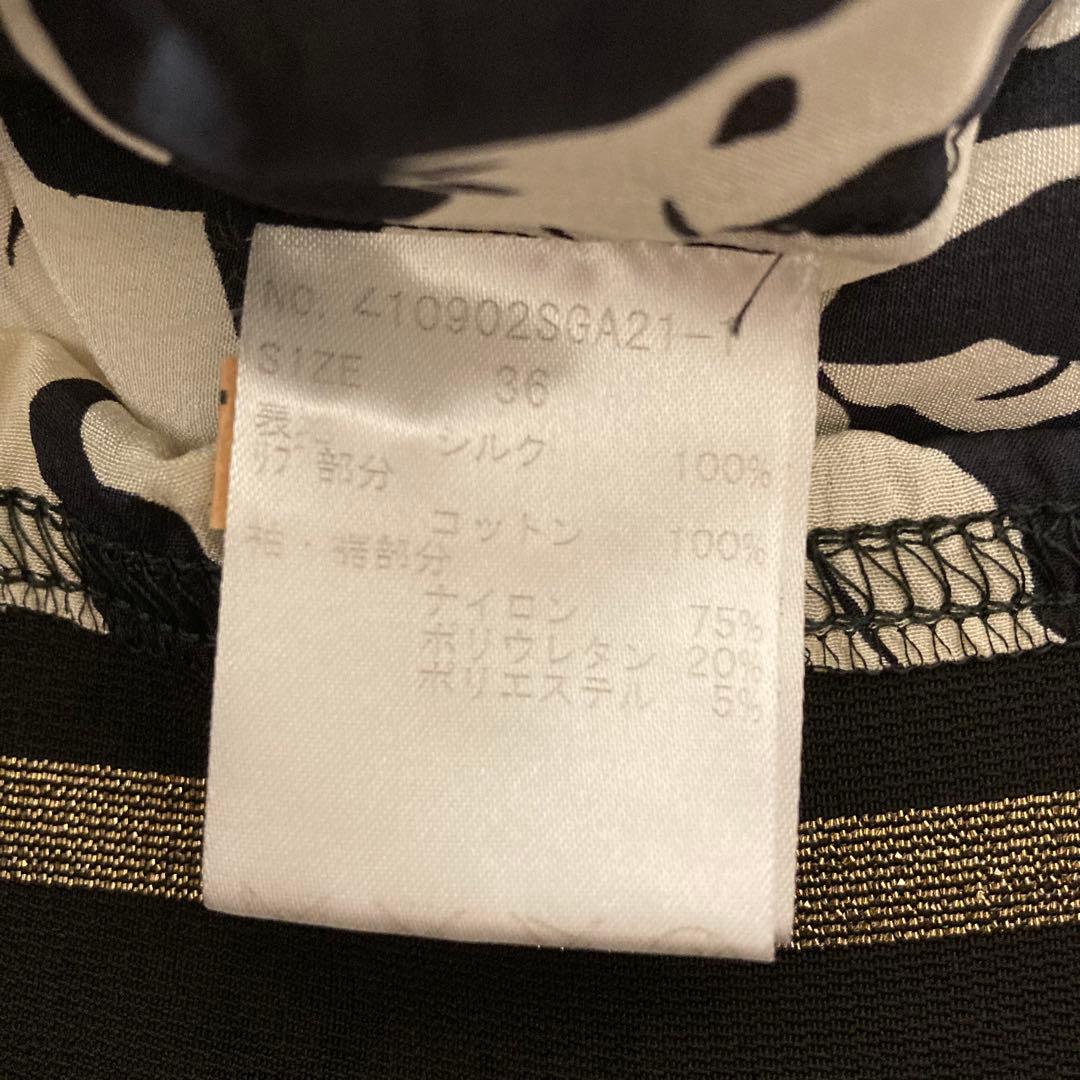 NO. 410902SGA21-1
SIZE 36
表地 シルク 100%
リブ部分
コットン 100%
袖・裾部分
ナイロン 75%
ポリウレタン 20%
ポリエステル 5%